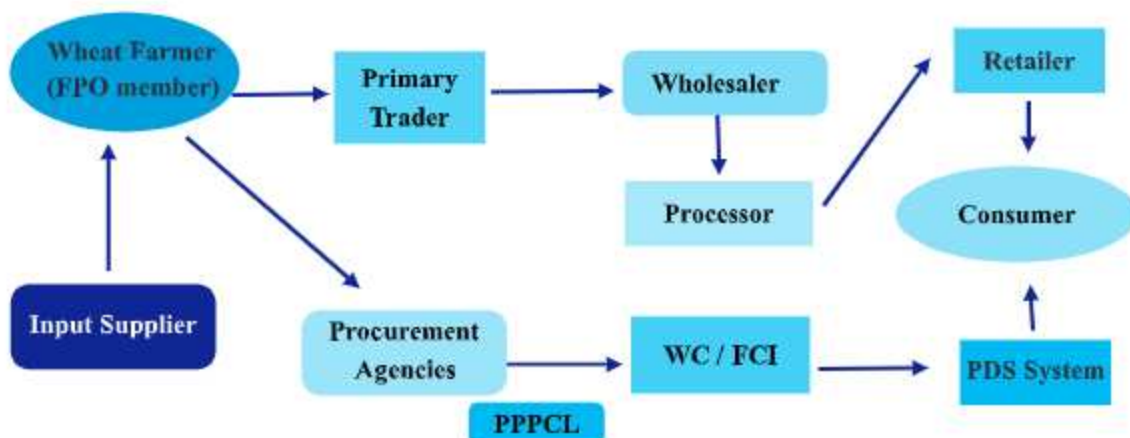 Wheat Farmer
(FPO member)
Primary
Trader
Wholesaler
Retailer
Processor
Consumer
Input Supplier
Procurement
Agencies
WC / FCI
PDS System
PPPCL